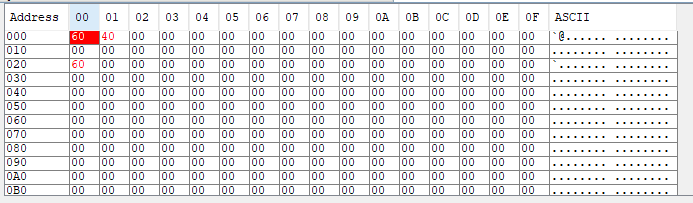 Address 00 01 02 03 04 05 06 07 08 09 0A 0B 0C 0D 0E 0F ASCII
000 60 40 00 00 00 00 00 00 00 00 00 00 00 00 00 00 `@...... ........
010 00 00 00 00 00 00 00 00 00 00 00 00 00 00 00 00 ........ ........
020 60 00 00 00 00 00 00 00 00 00 00 00 00 00 00 00 `....... ........
030 00 00 00 00 00 00 00 00 00 00 00 00 00 00 00 00 ........ ........
040 00 00 00 00 00 00 00 00 00 00 00 00 00 00 00 00 ........ ........
050 00 00 00 00 00 00 00 00 00 00 00 00 00 00 00 00 ........ ........
060 00 00 00 00 00 00 00 00 00 00 00 00 00 00 00 00 ........ ........
070 00 00 00 00 00 00 00 00 00 00 00 00 00 00 00 00 ........ ........
080 00 00 00 00 00 00 00 00 00 00 00 00 00 00 00 00 ........ ........
090 00 00 00 00 00 00 00 00 00 00 00 00 00 00 00 00 ........ ........
0A0 00 00 00 00 00 00 00 00 00 00 00 00 00 00 00 00 ........ ........
0B0 00 00 00 00 00 00 00 00 00 00 00 00 00 00 00 00 ........ ........